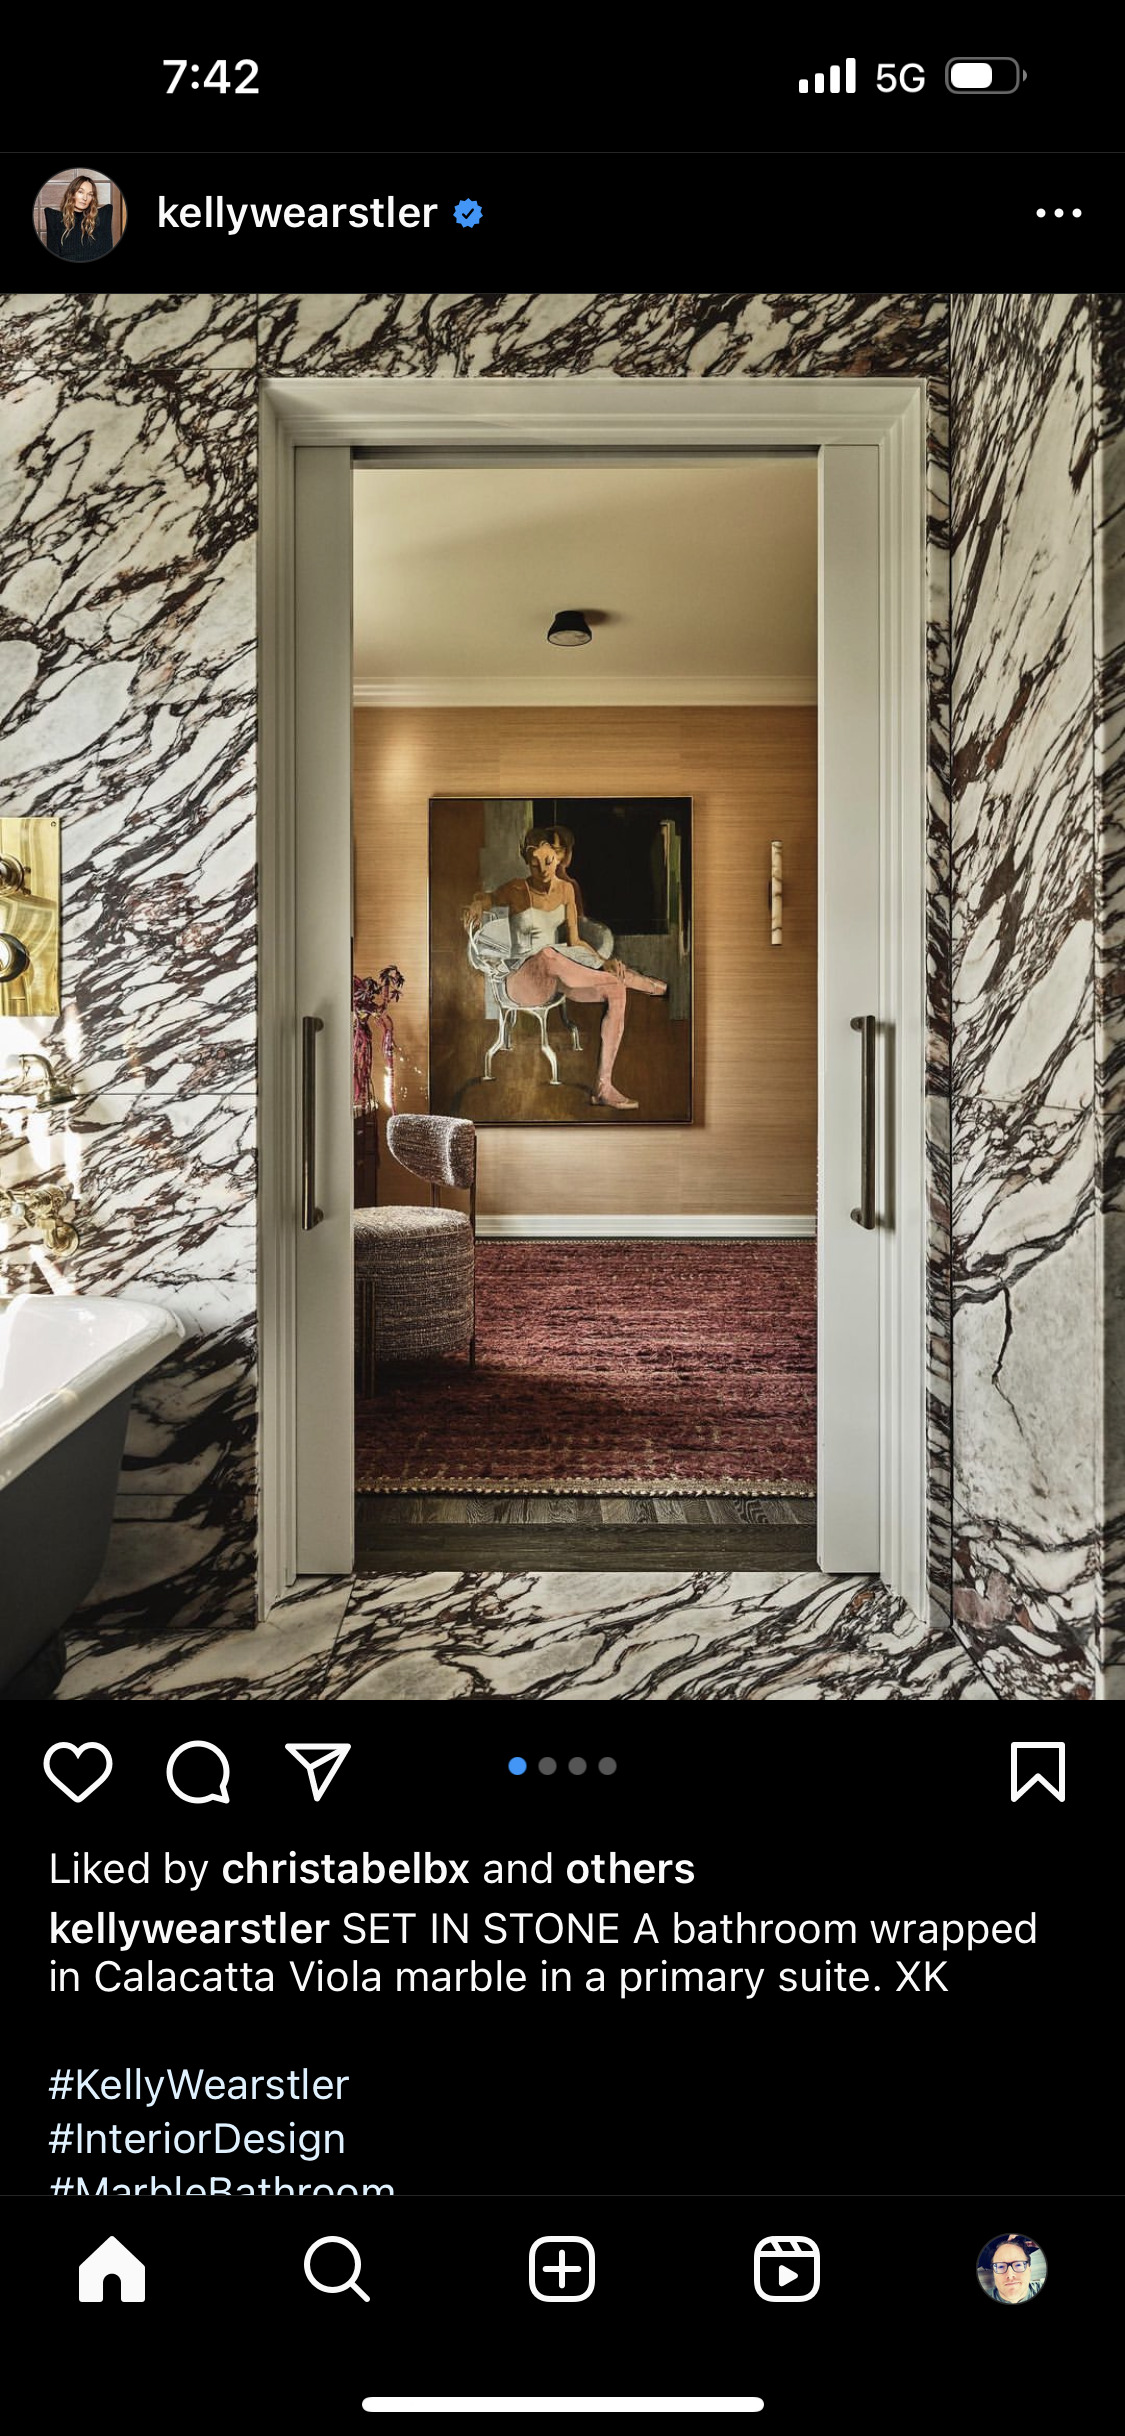 7:42
5G
kellywearstler
Liked by christabelbx and others
kellywearstler SET IN STONE A bathroom wrapped
in Calacatta Viola marble in a primary suite. XK
#KellyWearstler
#InteriorDesign
#MarbleBathroom